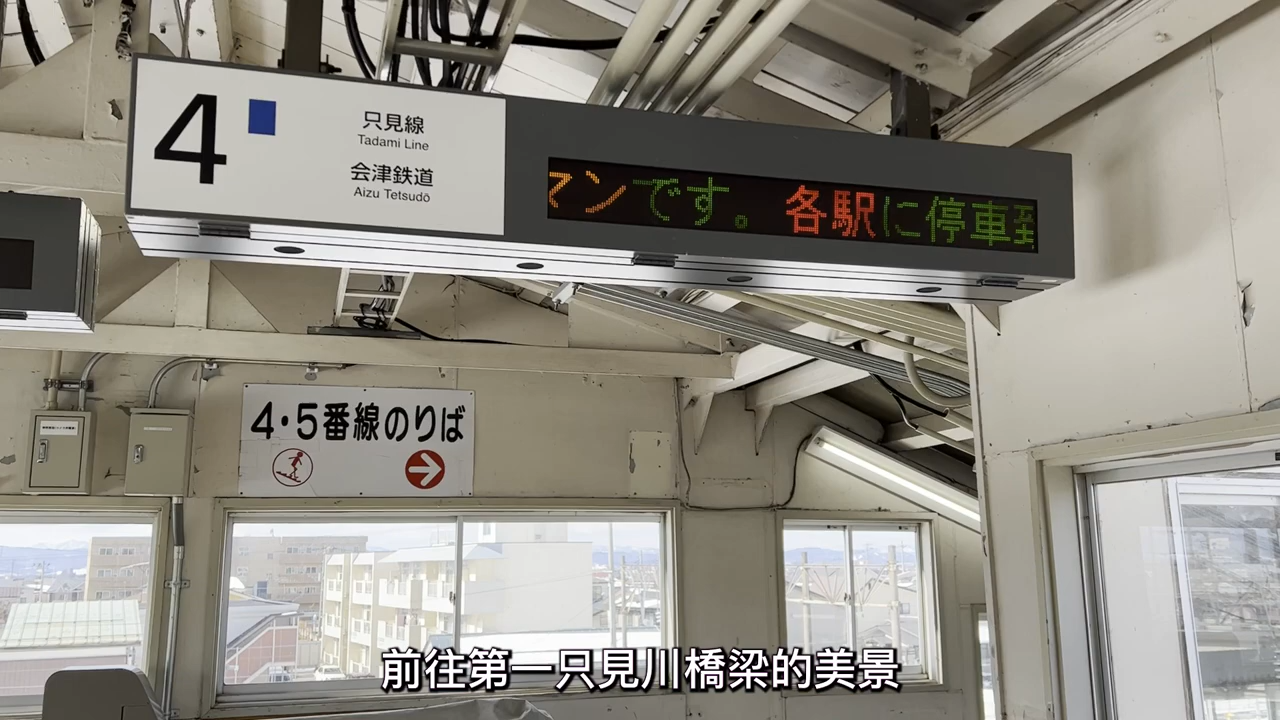 4
只見線
Tadami Line
会津鉄道
Aizu Tetsudō
マンです。 各駅に停車到
4・5番線のりば
前往第一只見川橋梁的美景